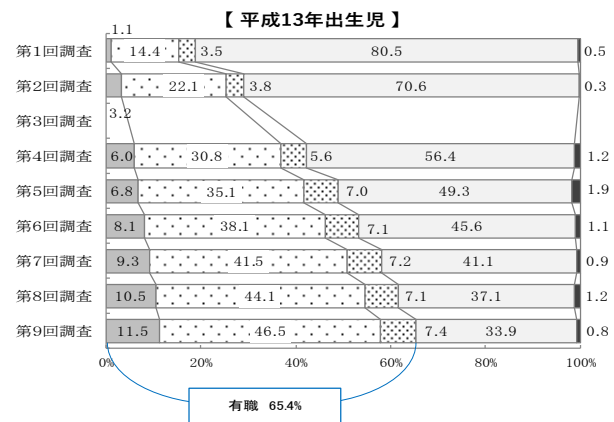 【 平成13年出生児 】
1.1
第1回調査 14.4 3.5 80.5 0.5
第2回調査 22.1 3.8 70.6 0.3
第3回調査 3.2
第4回調査 6.0 30.8 5.6 56.4 1.2
第5回調査 6.8 35.1 7.0 49.3 1.9
第6回調査 8.1 38.1 7.1 45.6 1.1
第7回調査 9.3 41.5 7.2 41.1 0.9
第8回調査 10.5 44.1 7.1 37.1 1.2
第9回調査 11.5 46.5 7.4 33.9 0.8
0% 20% 40% 60% 80% 100%
有職 65.4%